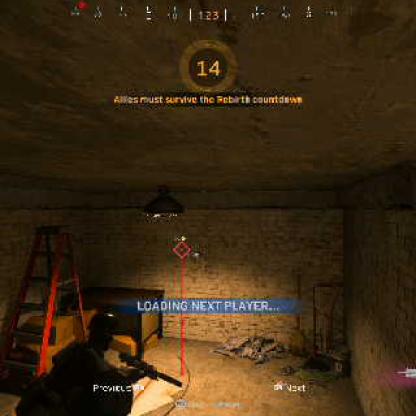 123
14
Allies must survive the Rebirth countdown
LOADING NEXT PLAYER...
Previous
Next